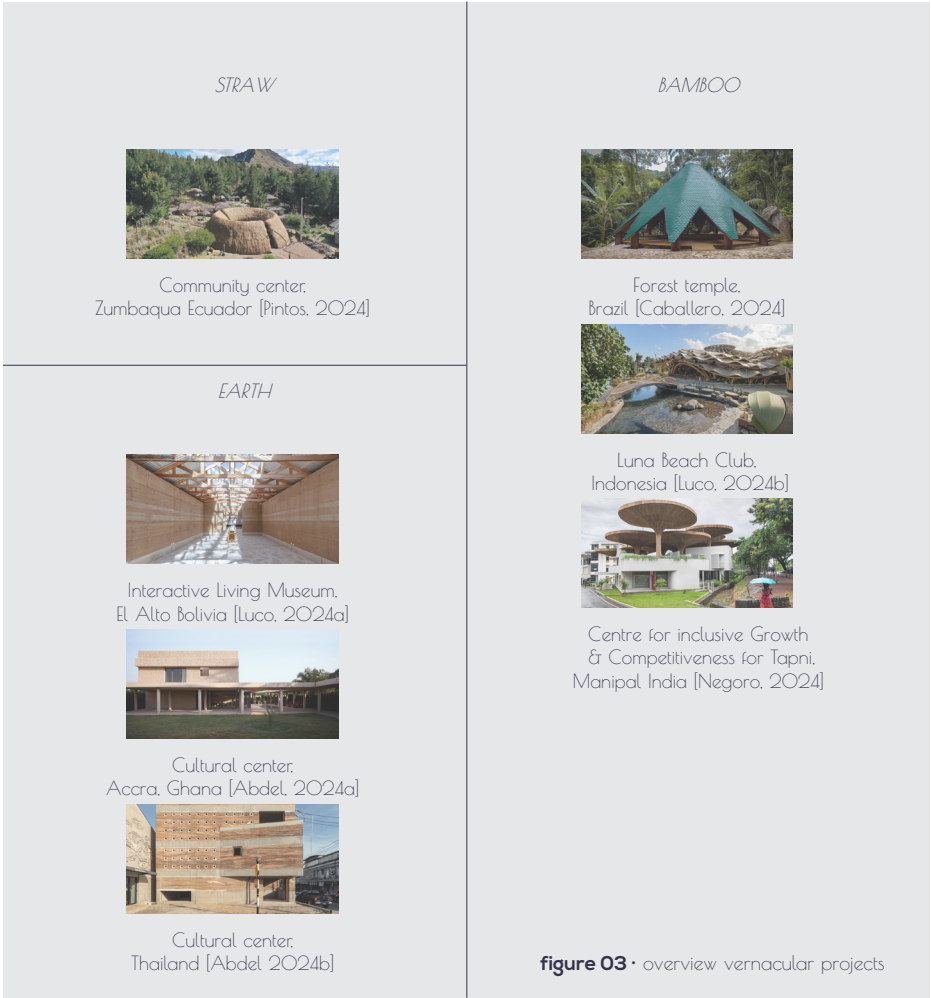 STRAW
Community center,
Zumbaqua Ecuador [Pintos, 2024]
EARTH
Interactive Living Museum,
El Alto Bolivia [Luco, 2024a]
Cultural center,
Accra, Ghana [Abdel, 2024a]
Cultural center,
Thailand [Abdel 2024b]
BAMBOO
Forest temple,
Brazil [Caballero, 2024]
Luna Beach Club,
Indonesia [Luco, 2024b]
Centre for inclusive Growth
& Competitiveness for Tapni,
Manipal India [Negoro, 2024]
figure 03 · overview vernacular projects